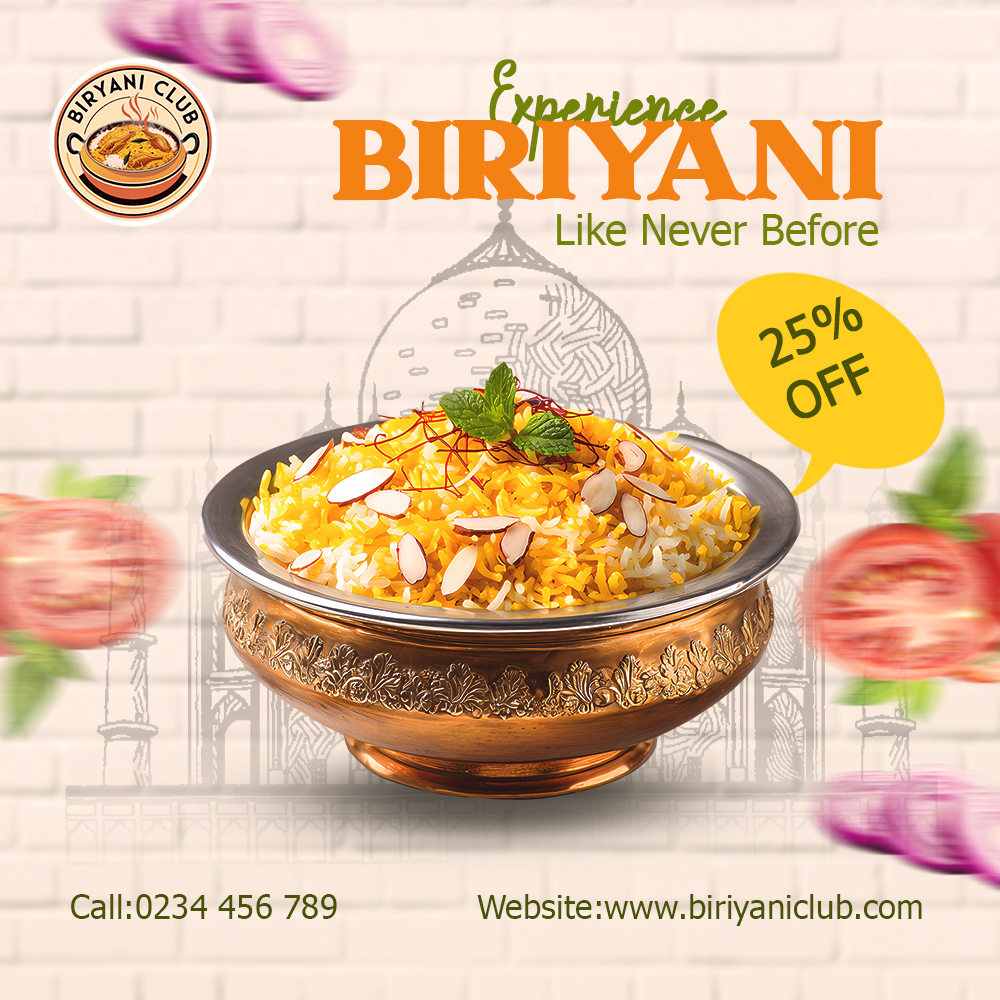 BIRYANI CLUB
Experience
BIRIYANI
Like Never Before
25%
OFF
Call:0234 456 789
Website:www.biriyaniclub.com